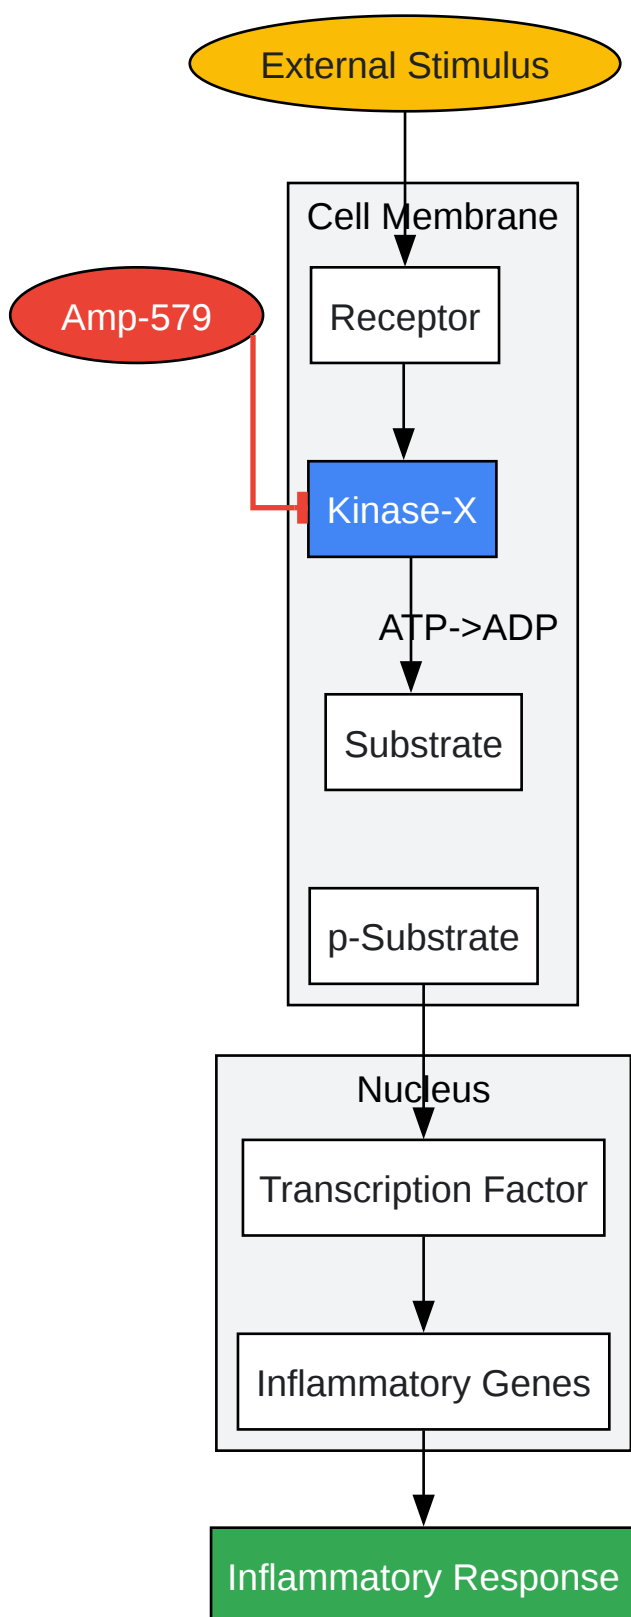 External Stimulus
Cell Membrane
Amp-579
Receptor
Kinase-X
ATP->ADP
Substrate
p-Substrate
Nucleus
Transcription Factor
Inflammatory Genes
Inflammatory Response